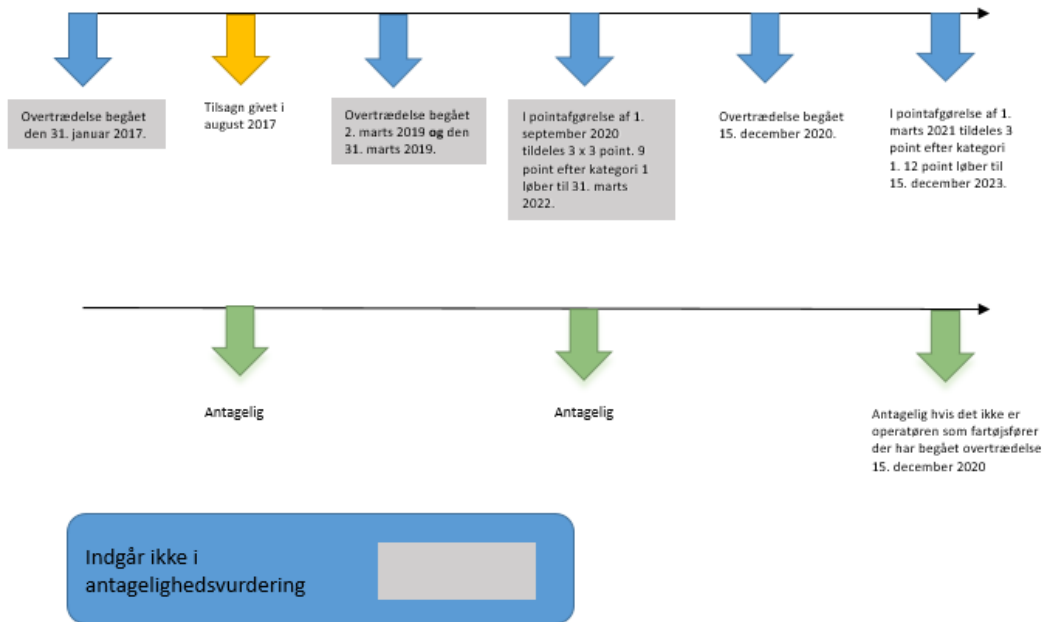 Overtrædelse begået
den 31. januar 2017.
Tilsagn givet i
august 2017
Overtrædelse begået
2. marts 2019 og den
31. marts 2019.
I pointafgørelse af 1.
september 2020
tildeles 3 x 3 point. 9
point efter kategori 1
løber til 31. marts
2022.
Overtrædelse begået
15. december 2020.
I pointafgørelse af 1.
marts 2021 tildeles 3
point efter kategori
1. 12 point løber til
15. december 2023.
Antagelig
Antagelig
Antagelig hvis det ikke er
operatøren som fartøjsfører
der har begået overtrædelse
15. december 2020
Indgår ikke i
antagelighedsvurdering